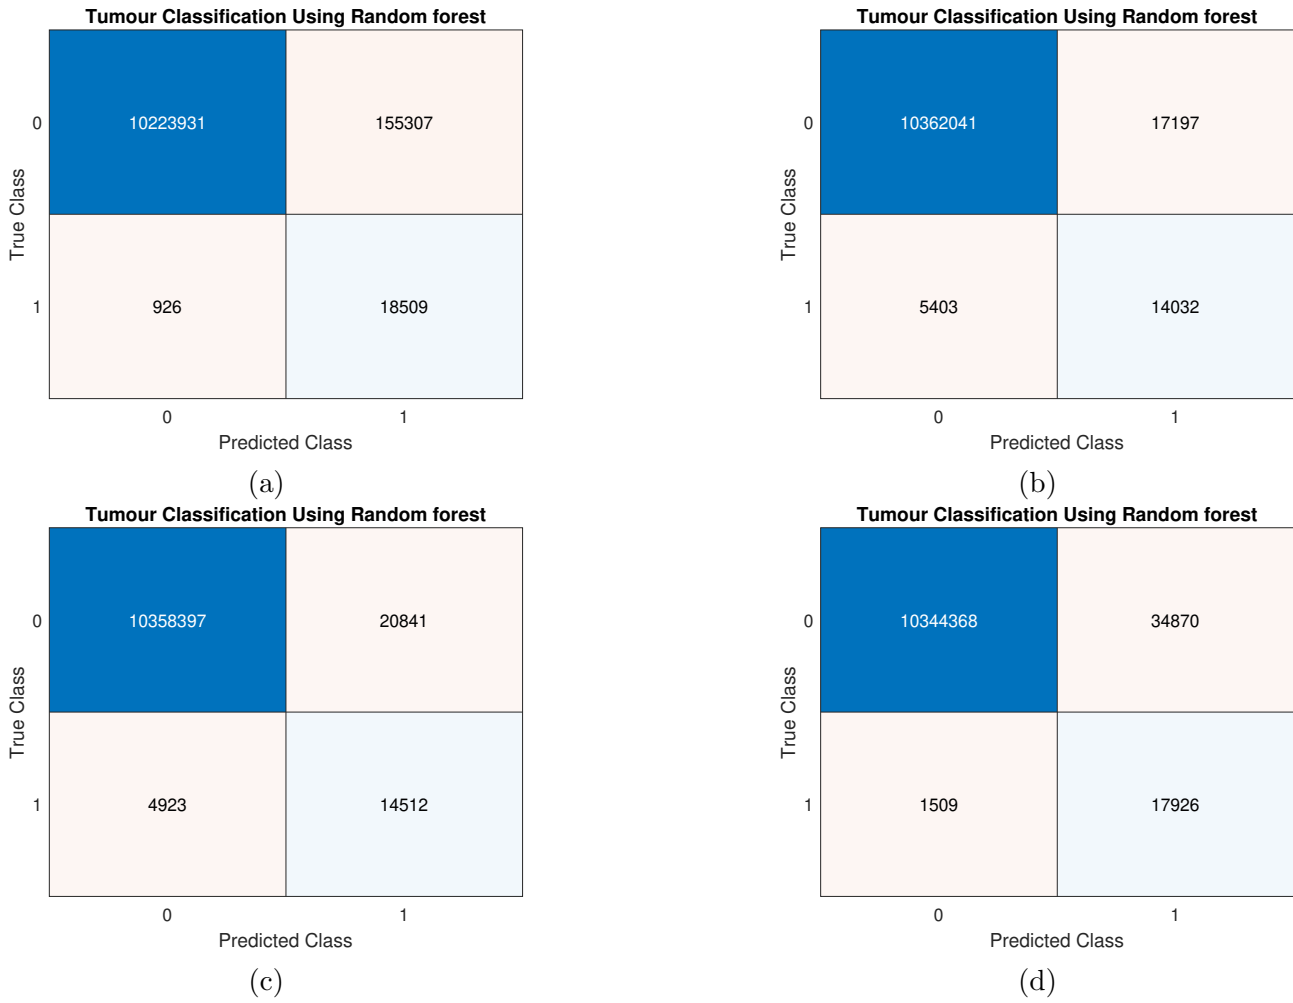 Tumour Classification Using Random forest
True Class
0
10223931
155307
1
926
18509
0
1
Predicted Class
(a)
Tumour Classification Using Random forest
True Class
0
10362041
17197
1
5403
14032
0
1
Predicted Class
(b)
Tumour Classification Using Random forest
True Class
0
10358397
20841
1
4923
14512
0
1
Predicted Class
(c)
Tumour Classification Using Random forest
True Class
0
10344368
34870
1
1509
17926
0
1
Predicted Class
(d)